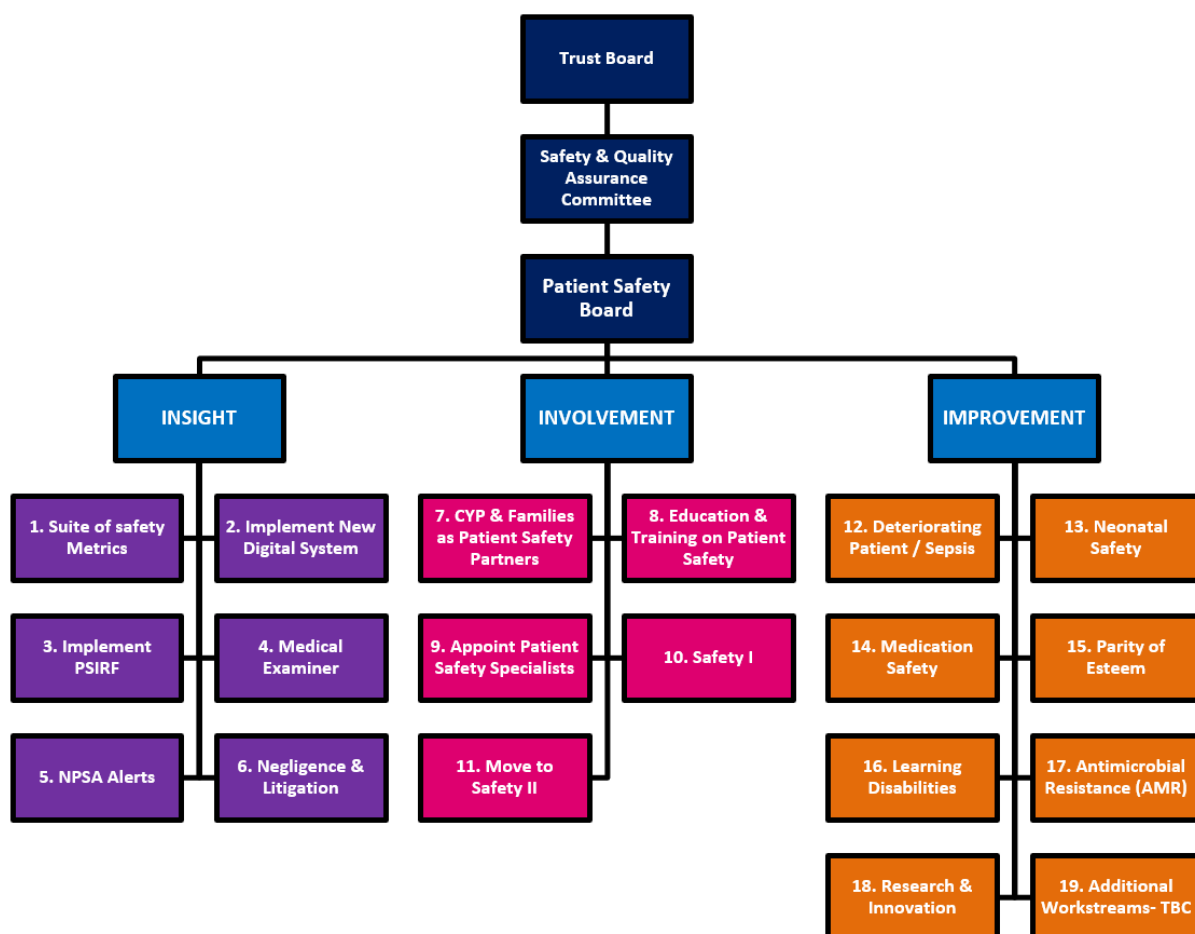 Trust Board
Safety & Quality
Assurance
Committee
Patient Safety
Board
INSIGHT
INVOLVEMENT
IMPROVEMENT
1. Suite of safety
Metrics
2. Implement New
Digital System
7. CYP & Families
as Patient Safety
Partners
8. Education &
Training on Patient
Safety
12. Deteriorating
Patient / Sepsis
13. Neonatal
Safety
3. Implement
PSIRF
4. Medical
Examiner
9. Appoint Patient
Safety Specialists
10. Safety I
14. Medication
Safety
15. Parity of
Esteem
5. NPSA Alerts
6. Negligence &
Litigation
11. Move to
Safety II
16. Learning
Disabilities
17. Antimicrobial
Resistance (AMR)
18. Research &
Innovation
19. Additional
Workstreams- TBC